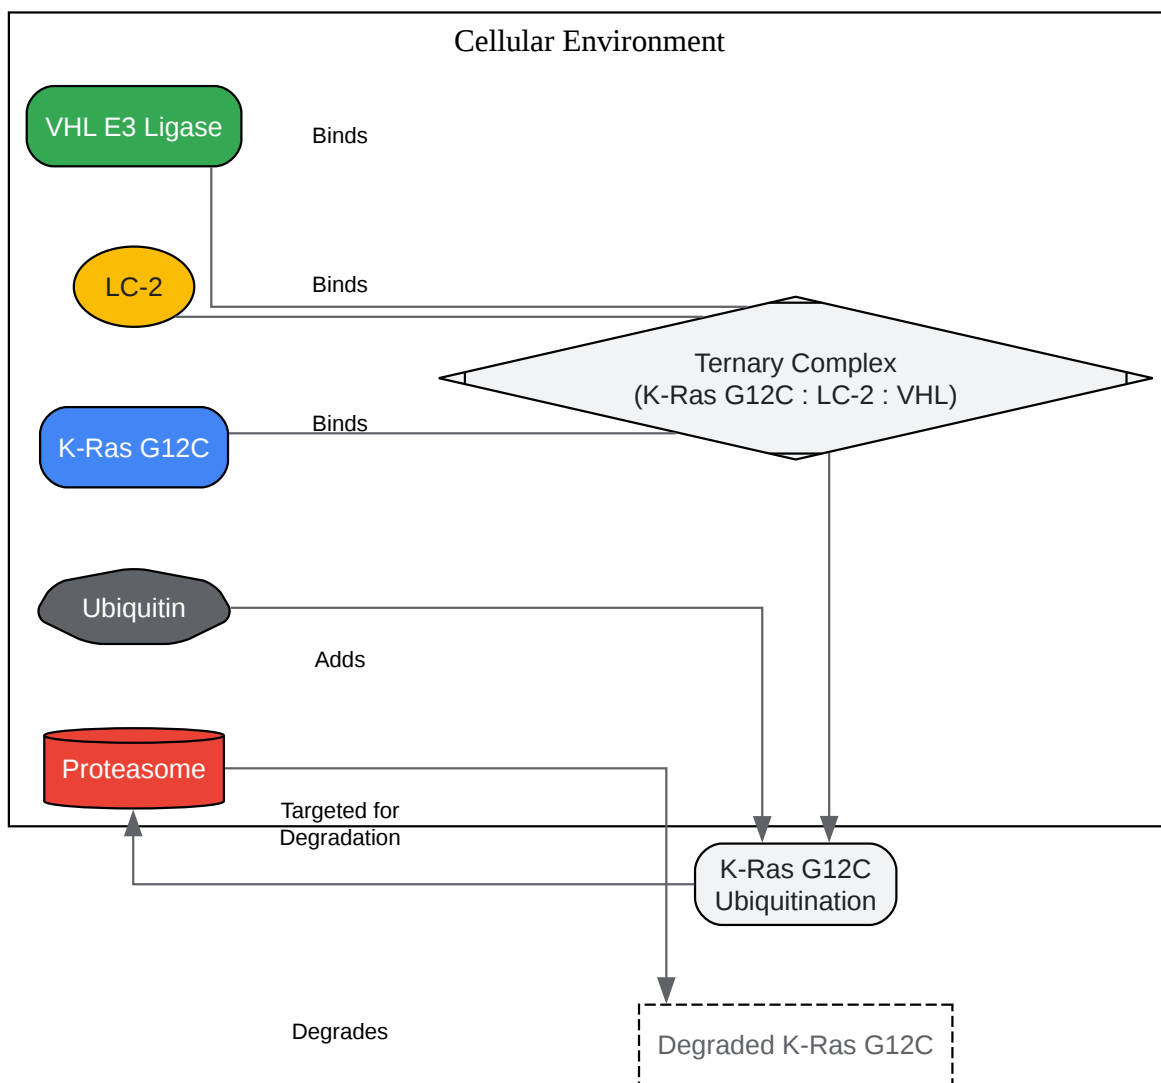 Cellular Environment
VHL E3 Ligase
Binds
LC-2
Binds
Ternary Complex
(K-Ras G12C : LC-2 : VHL)
K-Ras G12C
Binds
Ubiquitin
Adds
Proteasome
Targeted for
Degradation
K-Ras G12C
Ubiquitination
Degrades
Degraded K-Ras G12C